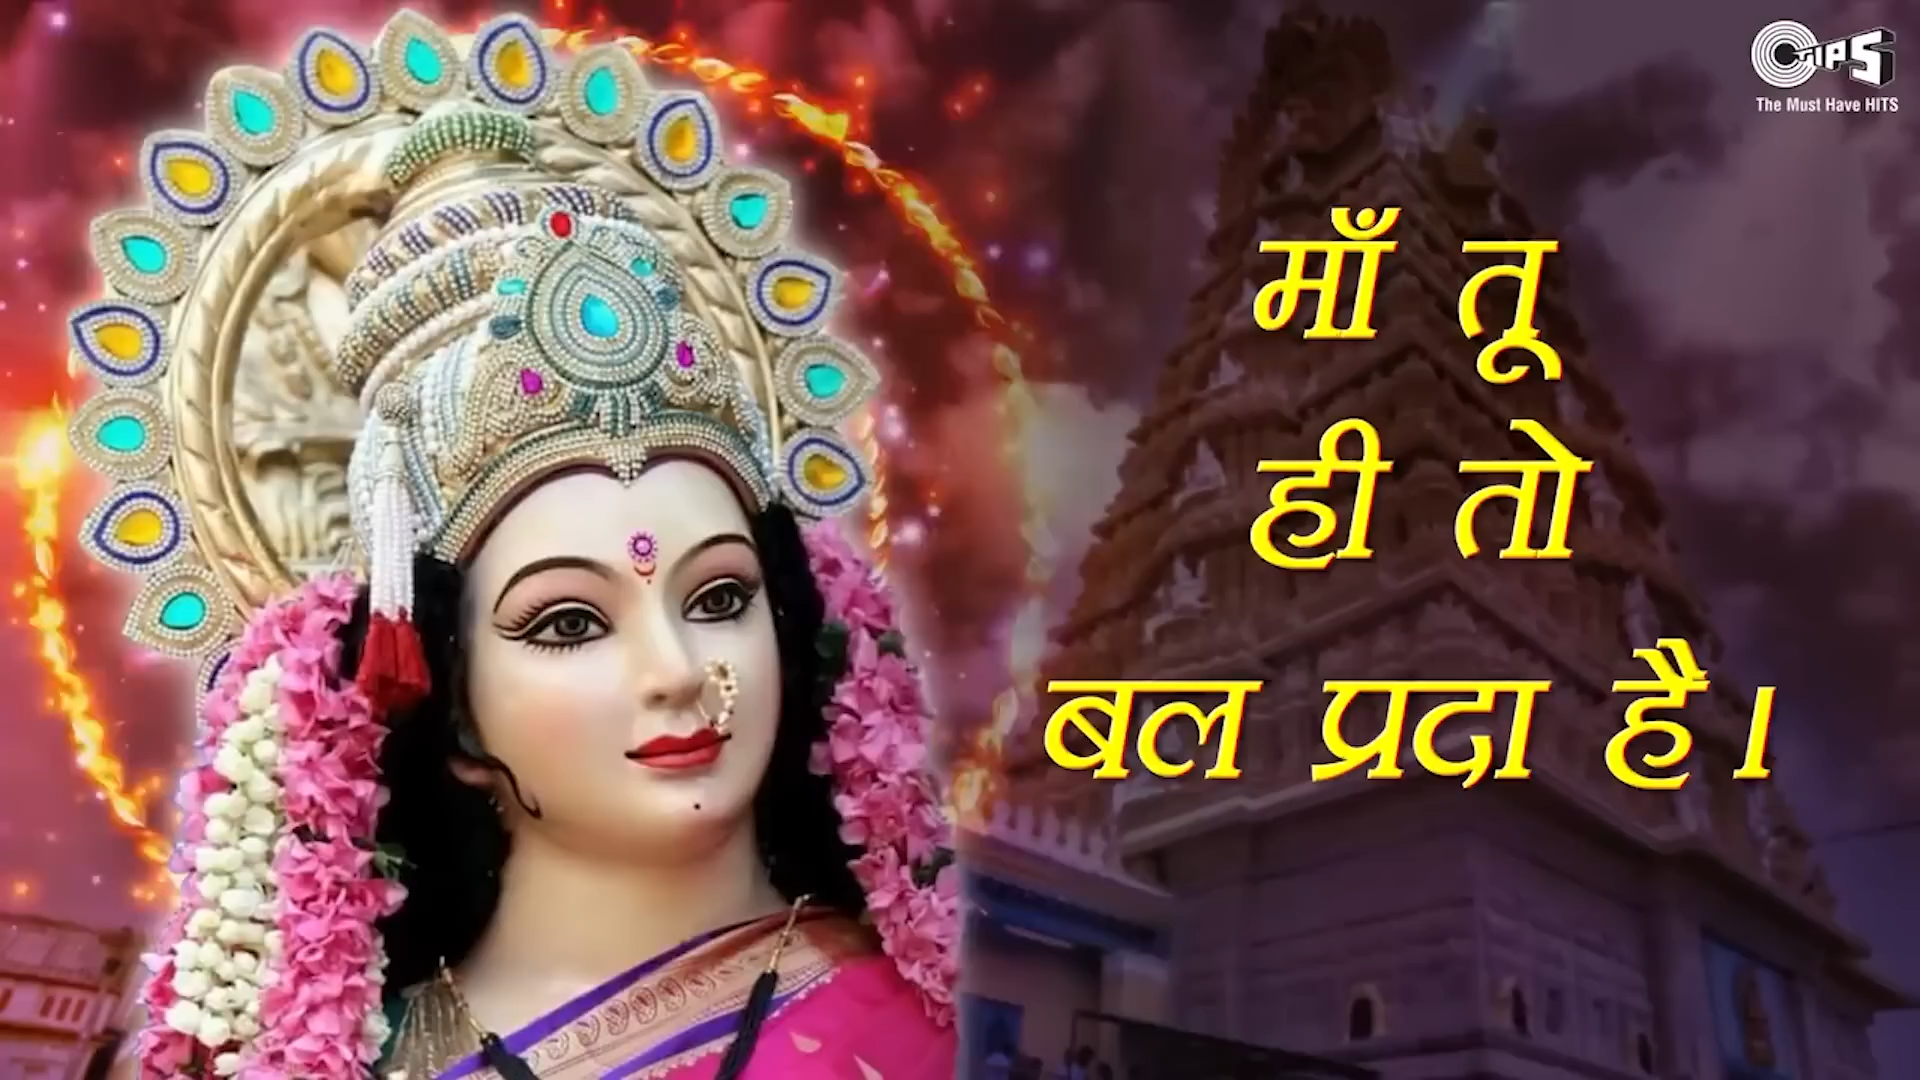 TIPS
The Must Have HITS
माँ तू
ही तो
बल प्रदा है।